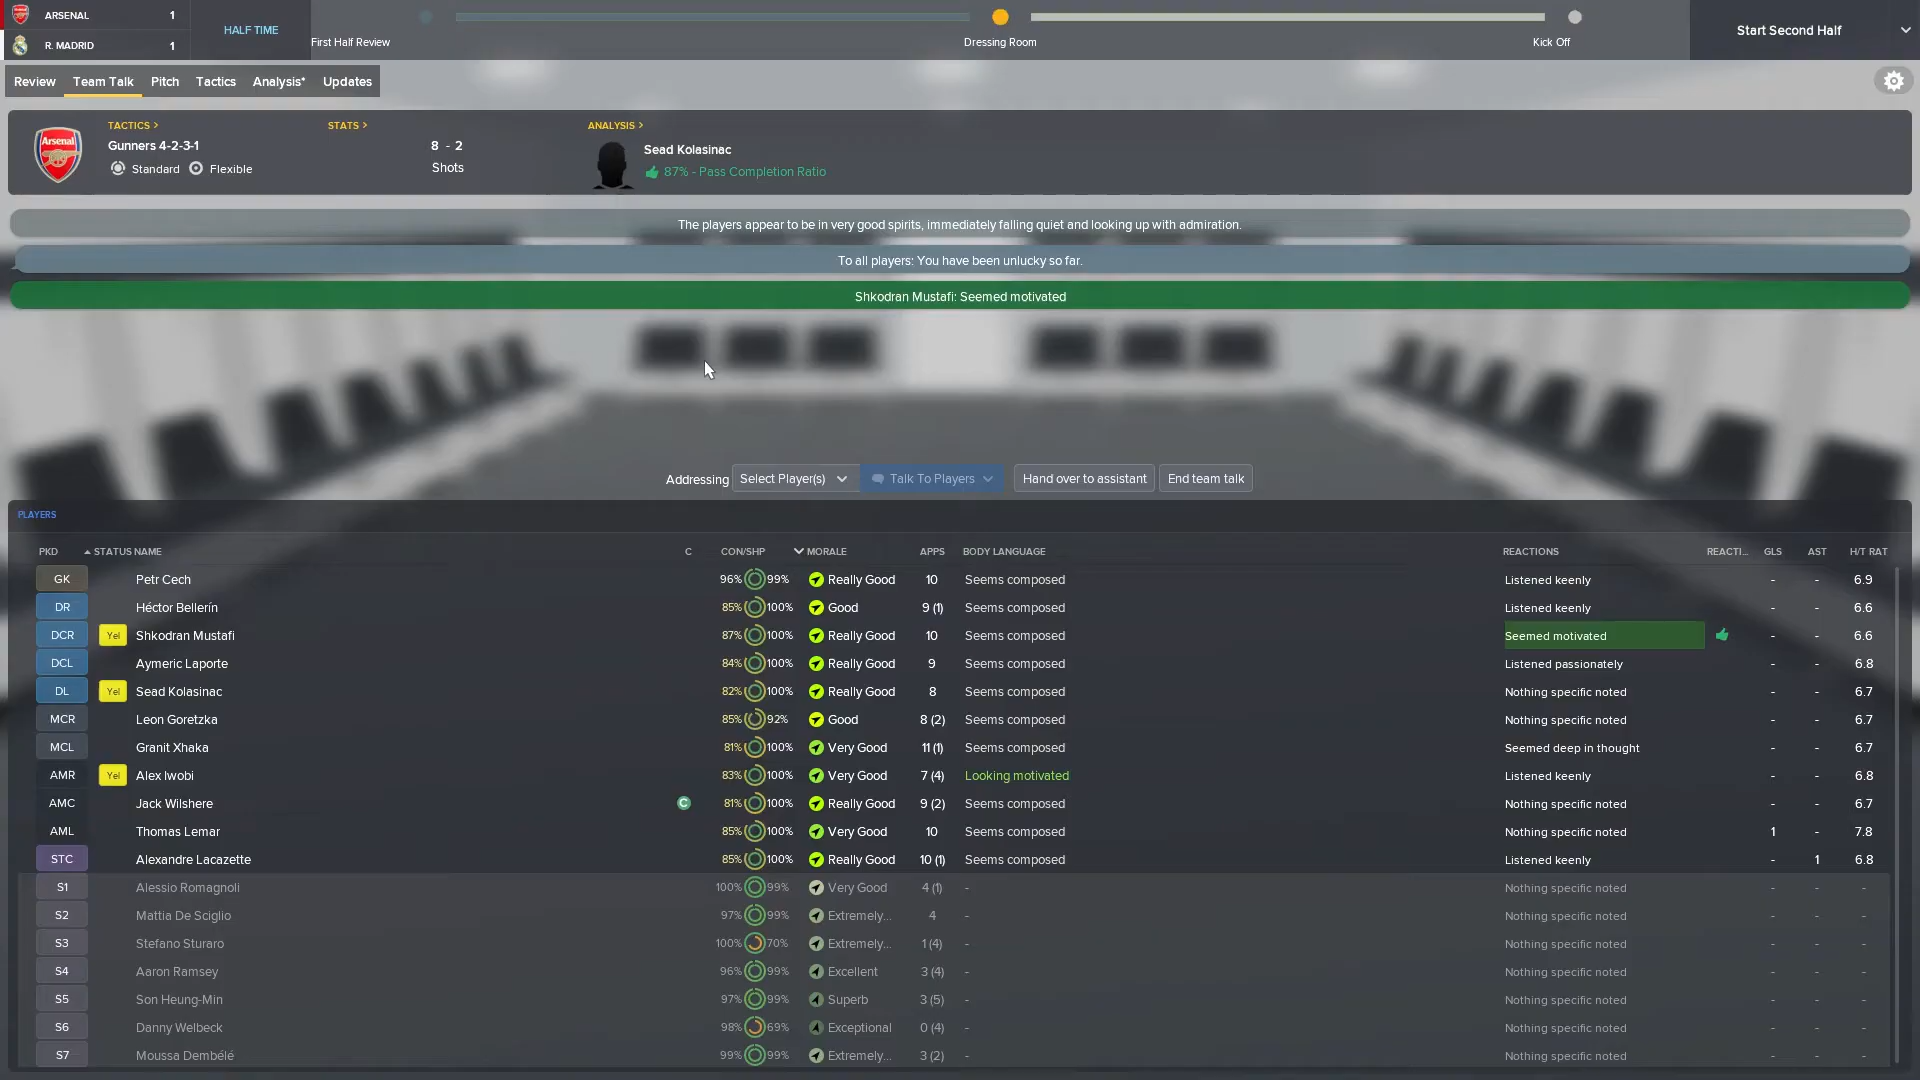 ARSENAL 1
R. MADRID 1
HALF TIME
First Half Review
Dressing Room
Kick Off
Start Second Half
Review Team Talk Pitch Tactics Analysis* Updates
Arsenal
TACTICS >
Gunners 4-2-3-1
Standard Flexible
STATS >
8 - 2
Shots
ANALYSIS >
Sead Kolasinac
87% - Pass Completion Ratio
The players appear to be in very good spirits, immediately falling quiet and looking up with admiration.
To all players: You have been unlucky so far.
Shkodran Mustafi: Seemed motivated
Addressing Select Player(s) Talk To Players Hand over to assistant End team talk
PLAYERS
PKD STATUS NAME C CON/SHP MORALE APPS BODY LANGUAGE REACTIONS REACTI... GLS AST H/T RAT
GK Petr Cech 96% 99% Really Good 10 Seems composed Listened keenly - - 6.9
DR Héctor Bellerín 85% 100% Good 9 (1) Seems composed Listened keenly - - 6.6
DCR Yel Shkodran Mustafi 87% 100% Really Good 10 Seems composed Seemed motivated - - 6.6
DCL Aymeric Laporte 84% 100% Really Good 9 Seems composed Listened passionately - - 6.8
DL Yel Sead Kolasinac 82% 100% Really Good 8 Seems composed Nothing specific noted - - 6.7
MCR Leon Goretzka 85% 92% Good 8 (2) Seems composed Nothing specific noted - - 6.7
MCL Granit Xhaka 81% 100% Very Good 11 (1) Seems composed Seemed deep in thought - - 6.7
AMR Yel Alex Iwobi 83% 100% Very Good 7 (4) Looking motivated Listened keenly - - 6.8
AMC Jack Wilshere C 81% 100% Really Good 9 (2) Seems composed Nothing specific noted - - 6.7
AML Thomas Lemar 85% 100% Very Good 10 Seems composed Nothing specific noted 1 - 7.8
STC Alexandre Lacazette 85% 100% Really Good 10 (1) Seems composed Listened keenly - 1 6.8
S1 Alessio Romagnoli 100% 99% Very Good 4 (1) - Nothing specific noted - - -
S2 Mattia De Sciglio 97% 99% Extremely... 4 - Nothing specific noted - - -
S3 Stefano Sturaro 100% 70% Extremely... 1 (4) - Nothing specific noted - - -
S4 Aaron Ramsey 96% 99% Excellent 3 (4) - Nothing specific noted - - -
S5 Son Heung-Min 97% 99% Superb 3 (5) - Nothing specific noted - - -
S6 Danny Welbeck 98% 69% Exceptional 0 (4) - Nothing specific noted - - -
S7 Moussa Dembélé 99% 99% Extremely... 3 (2) - Nothing specific noted - - -